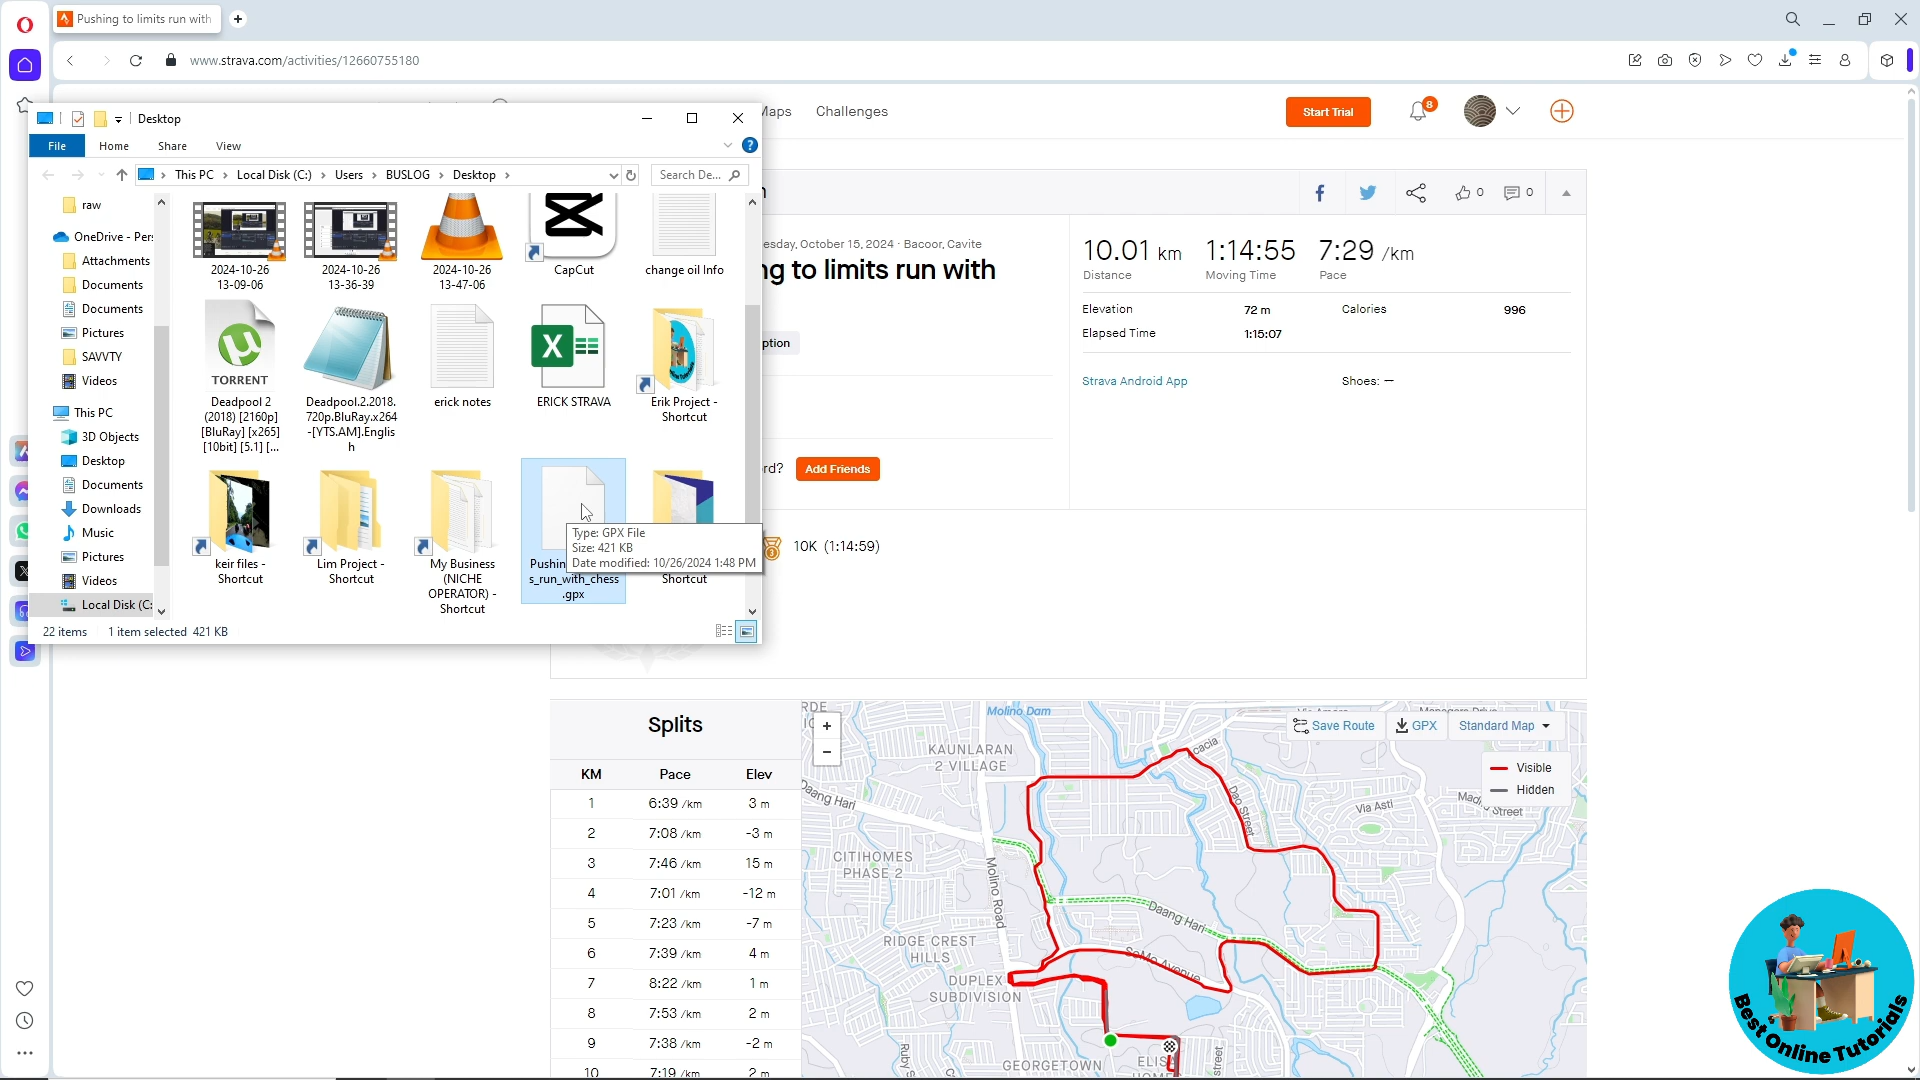 Pushing to limits run with
www.strava.com/activities/12660755180
Maps
Challenges
Start Trial
8
Desktop
File
Home
Share
View
This PC
Local Disk (C:)
Users
BUSLOG
Desktop
Search De...
raw
OneDrive - Pers
Attachments
Documents
Documents
Pictures
SAVVTY
Videos
This PC
3D Objects
Desktop
Documents
Downloads
Music
Pictures
Videos
Local Disk (C:
2024-10-26
13-09-06
2024-10-26
13-36-39
2024-10-26
13-47-06
CapCut
change oil Info
TORRENT
Deadpool 2
(2018) [2160p]
[BluRay] [x265]
[10bit] [5.1] [...
Deadpool.2.2018.
720p.BluRay.x264
-[YTS.AM].Englis
h
erick notes
ERICK STRAVA
Erik Project -
Shortcut
keir files -
Shortcut
Lim Project -
Shortcut
My Business
(NICHE
OPERATOR) -
Shortcut
Pushin
s_run_with_chess
.gpx
Shortcut
Type: GPX File
Size: 421 KB
Date modified: 10/26/2024 1:48 PM
22 items
1 item selected 421 KB
0
0
esday, October 15, 2024 · Bacoor, Cavite
ng to limits run with
ption
rd?
Add Friends
10K (1:14:59)
10.01 km
Distance
1:14:55
Moving Time
7:29 /km
Pace
Elevation
72 m
Calories
996
Elapsed Time
1:15:07
Strava Android App
Shoes: —
Splits
KM Pace Elev
1 6:39 /km 3 m
2 7:08 /km -3 m
3 7:46 /km 15 m
4 7:01 /km -12 m
5 7:23 /km -7 m
6 7:39 /km 4 m
7 8:22 /km 1 m
8 7:53 /km 2 m
9 7:38 /km -2 m
10 7:19 /km 2 m
+
−
Save Route
GPX
Standard Map
Visible
Hidden
Molino Dam
KAUNLARAN
2 VILLAGE
Daang Hari
CITIHOMES
PHASE 2
Molino Road
RIDGE CREST
HILLS
DUPLEX
SUBDIVISION
Dao Street
Via Asti
Street
Daang Hari
SoMo Avenue
GEORGETOWN
Street
Best Online Tutorials